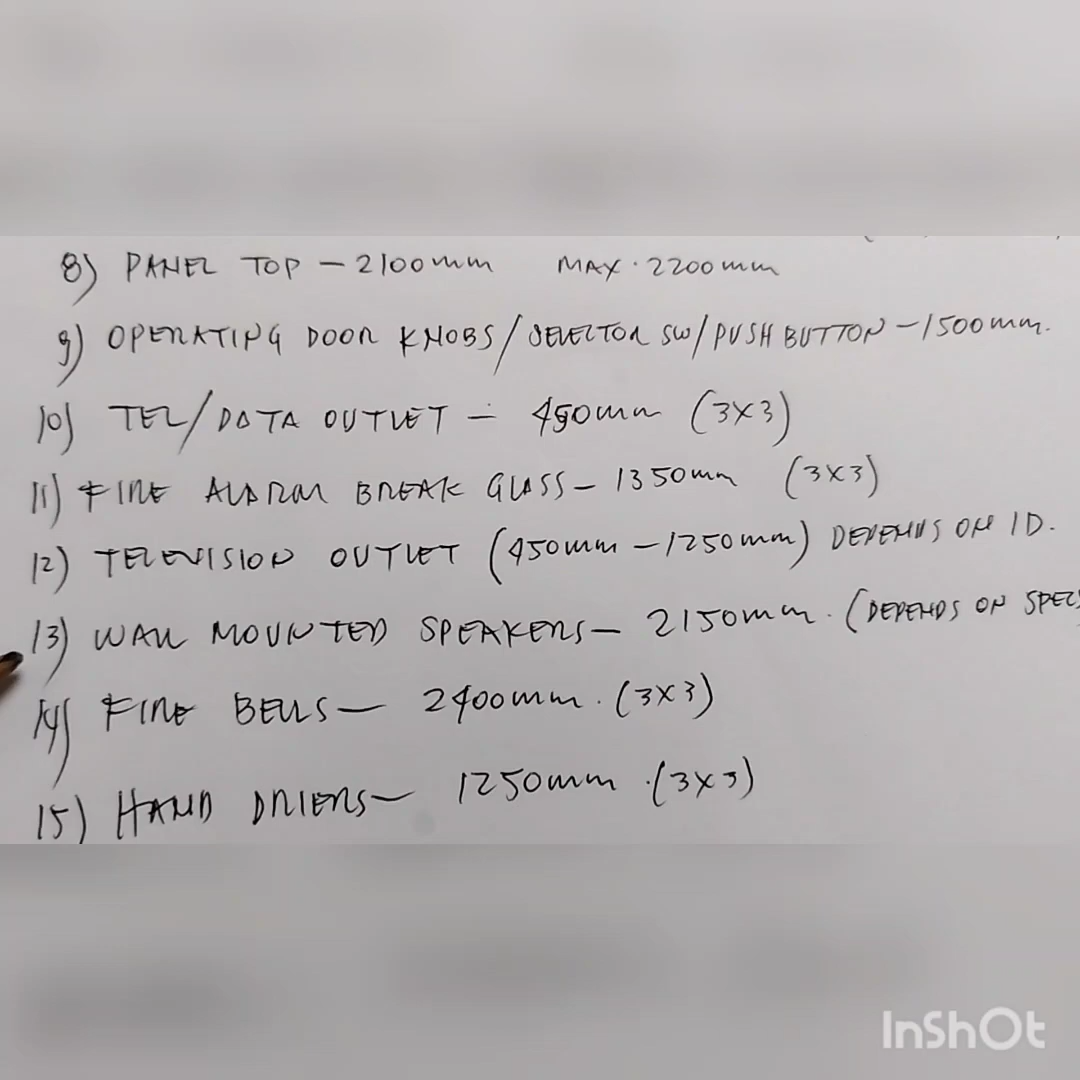 8) PANEL TOP - 2100mm MAX. 2200mm
9) OPERATING DOOR KNOBS/SELECTOR SW/PUSH BUTTON - 1500mm.
10) TEL/DATA OUTLET - 450mm (3X3)
11) FIRE ALARM BREAK GLASS - 1350mm (3X3)
12) TELEVISION OUTLET (450mm - 1250mm) DEPENDS ON ID.
13) WALL MOUNTED SPEAKERS - 2150mm. (DEPENDS ON SPECS
14) FIRE BELLS - 2400mm. (3X3)
15) HAND DRIERS - 1250mm. (3X3)
InShOt